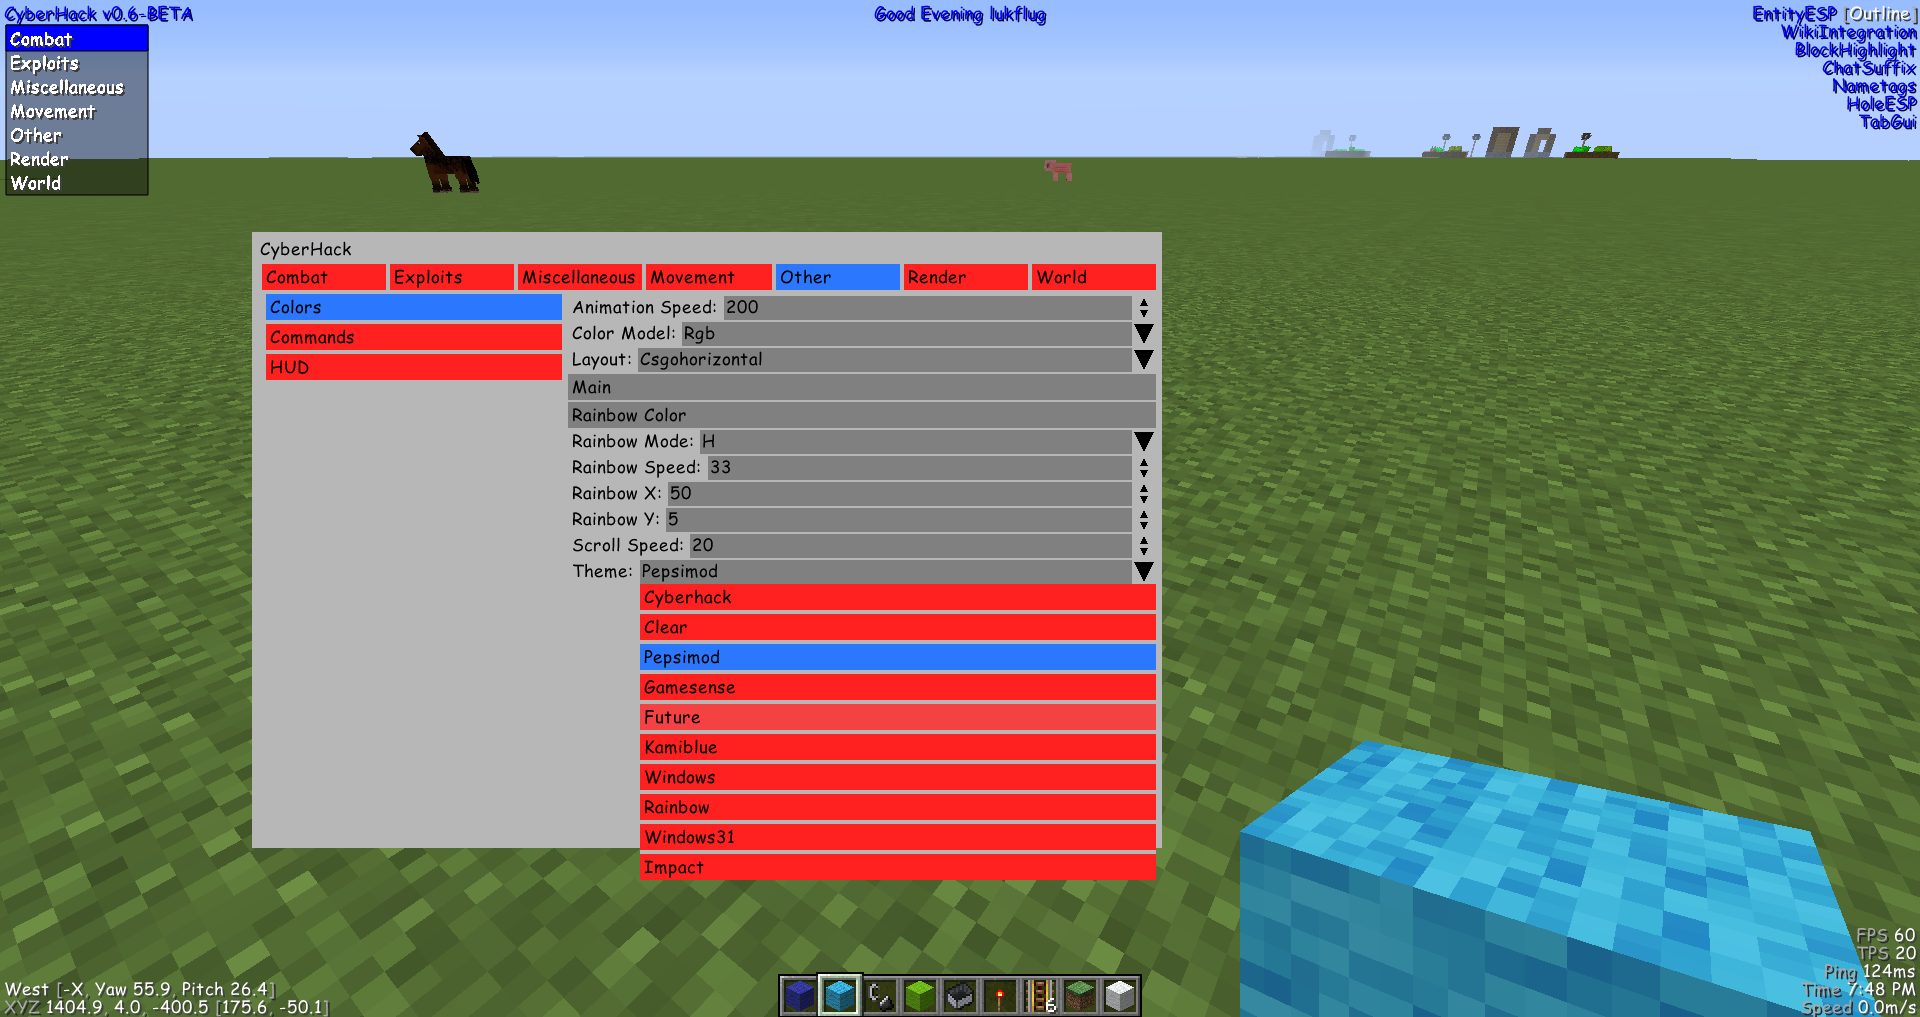 CyberHack v0.6-BETA
Good Evening lukflug
EntityESP [Outline]
WikiIntegration
BlockHighlight
ChatSuffix
Nametags
HoleESP
TabGui
Combat
Exploits
Miscellaneous
Movement
Other
Render
World
CyberHack
Combat Exploits Miscellaneous Movement Other Render World
Colors
Commands
HUD
Animation Speed: 200
Color Model: Rgb
Layout: Csgohorizontal
Main
Rainbow Color
Rainbow Mode: H
Rainbow Speed: 33
Rainbow X: 50
Rainbow Y: 5
Scroll Speed: 20
Theme: Pepsimod
Cyberhack
Clear
Pepsimod
Gamesense
Future
Kamiblue
Windows
Rainbow
Windows31
Impact
West [-X, Yaw 55.9, Pitch 26.4]
XYZ 1404.9, 4.0, -400.5 [175.6, -50.1]
6
FPS 60
TPS 20
Ping 124ms
Time 7:48 PM
Speed 0.0m/s